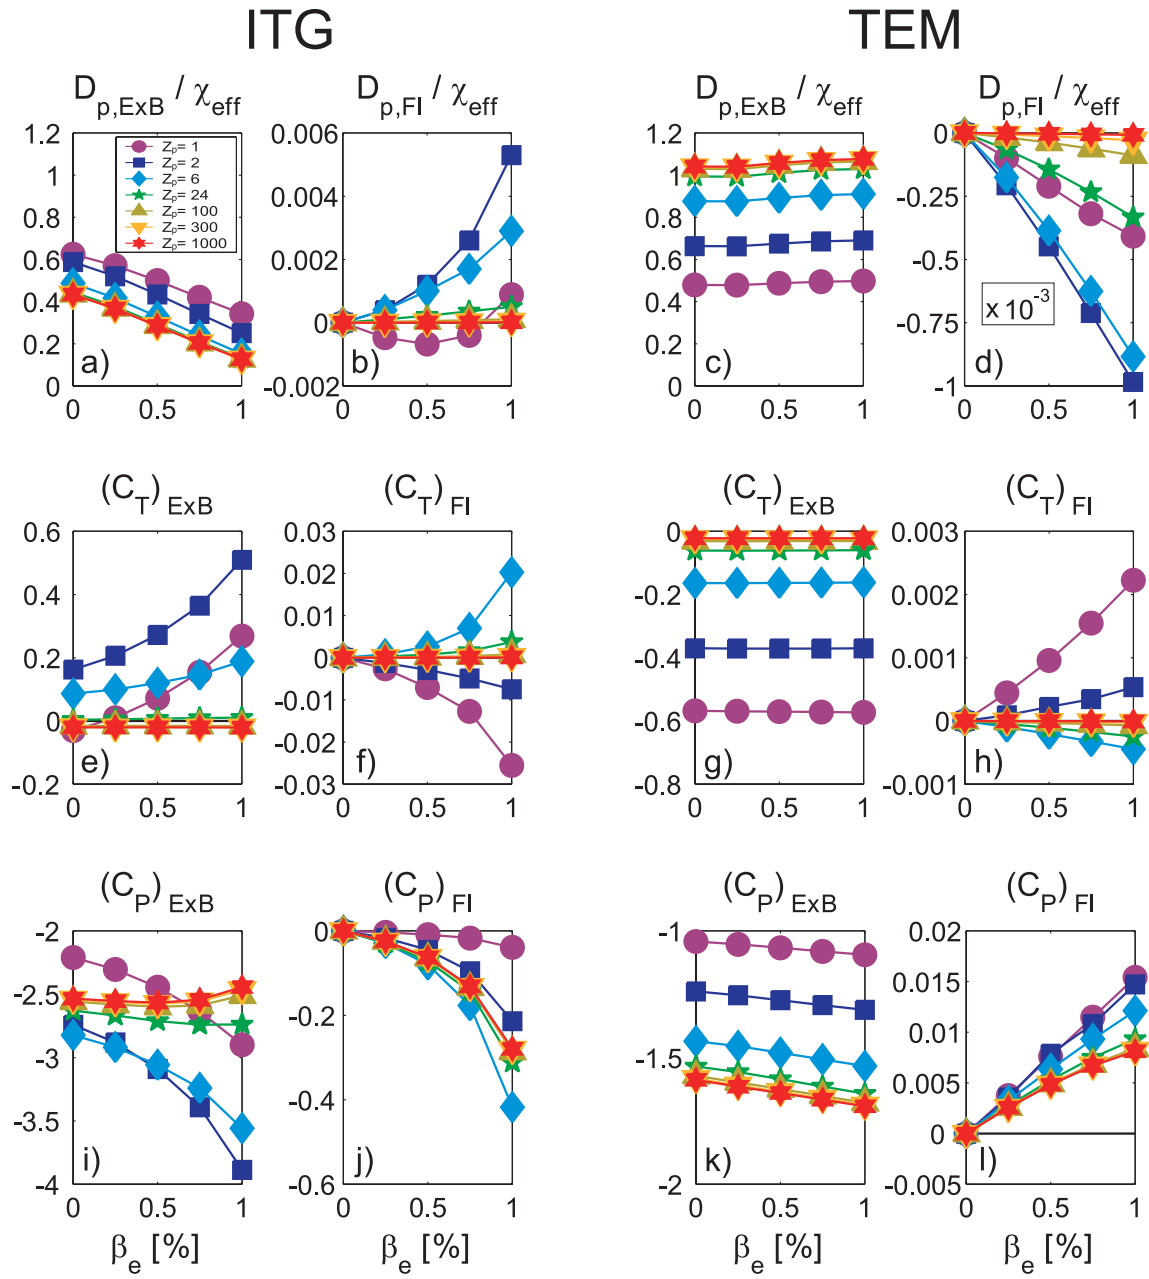 ITG TEM
D_p,ExB / χ_eff D_p,FI / χ_eff D_p,ExB / χ_eff D_p,FI / χ_eff
1.2
1
0.8
0.6
0.4
0.2
0
Z_p= 1
Z_p= 2
Z_p= 6
Z_p= 24
Z_p= 100
Z_p= 300
Z_p= 1000
a)
0 0.5 1
0.006
0.004
0.002
0
-0.002
b)
0 0.5 1
1.2
1
0.8
0.6
0.4
0.2
0
c)
0 0.5 1
0
-0.25
-0.5
-0.75
-1
x 10^-3
d)
0 0.5 1
(C_T)_ExB (C_T)_FI (C_T)_ExB (C_T)_FI
0.6
0.4
0.2
0
-0.2
e)
0 0.5 1
0.03
0.02
0.01
0
-0.01
-0.02
-0.03
f)
0 0.5 1
0
-0.2
-0.4
-0.6
-0.8
g)
0 0.5 1
0.003
0.002
0.001
0
-0.001
h)
0 0.5 1
(C_P)_ExB (C_P)_FI (C_P)_ExB (C_P)_FI
-2
-2.5
-3
-3.5
-4
i)
0 0.5 1
β_e [%]
0
-0.2
-0.4
-0.6
j)
0 0.5 1
β_e [%]
-1
-1.5
-2
k)
0 0.5 1
β_e [%]
0.02
0.015
0.01
0.005
0
-0.005
l)
0 0.5 1
β_e [%]